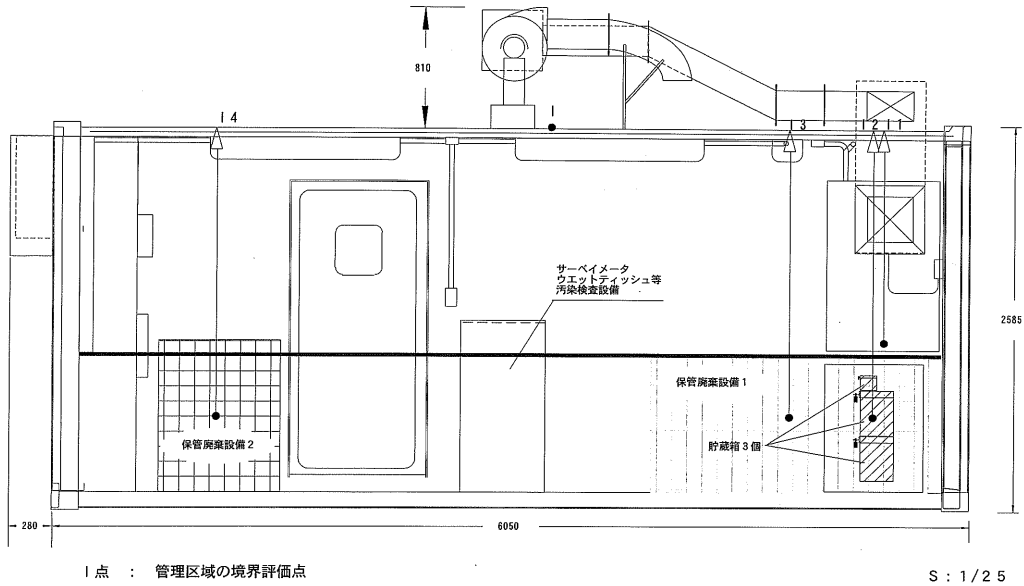 810
I
I 4
I 3
I 2
I 1
サーベイメータ
ウエットティッシュ等
汚染検査設備
2585
保管廃棄設備1
保管廃棄設備2
貯蔵箱3個
280
6050
I点 : 管理区域の境界評価点
S:1/25